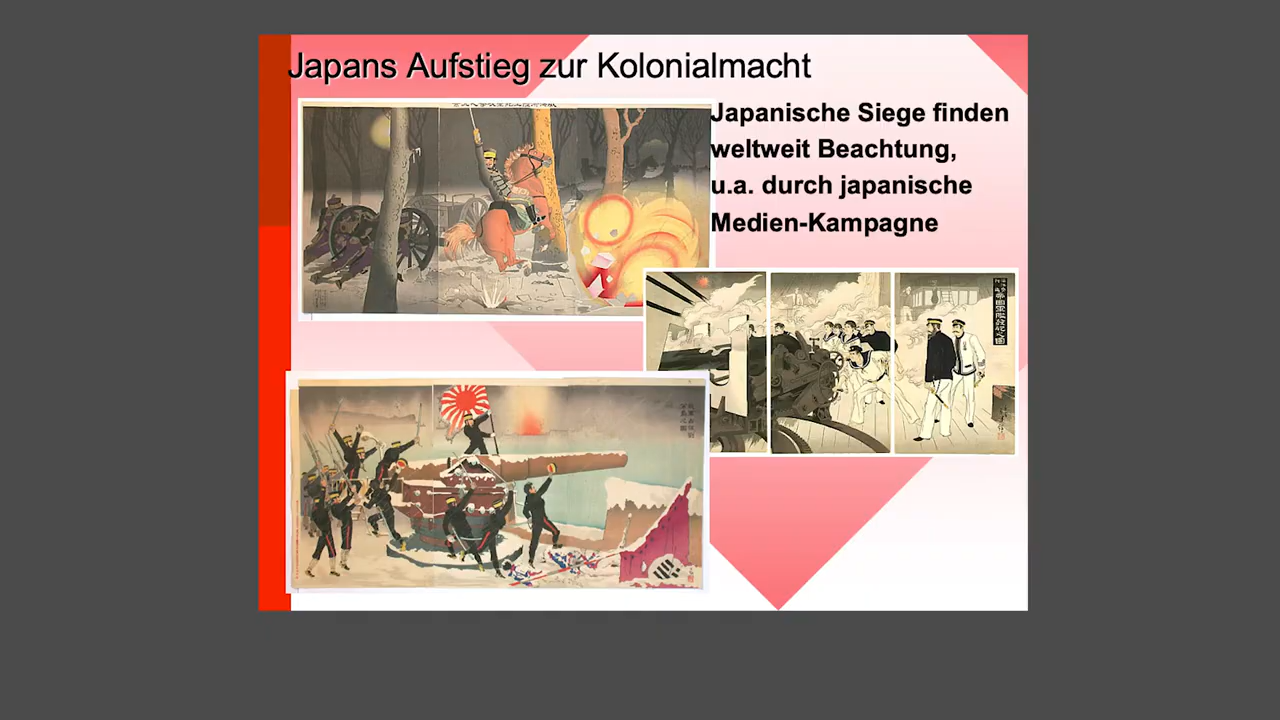 Japans Aufstieg zur Kolonialmacht
Japanische Siege finden
weltweit Beachtung,
u.a. durch japanische
Medien-Kampagne